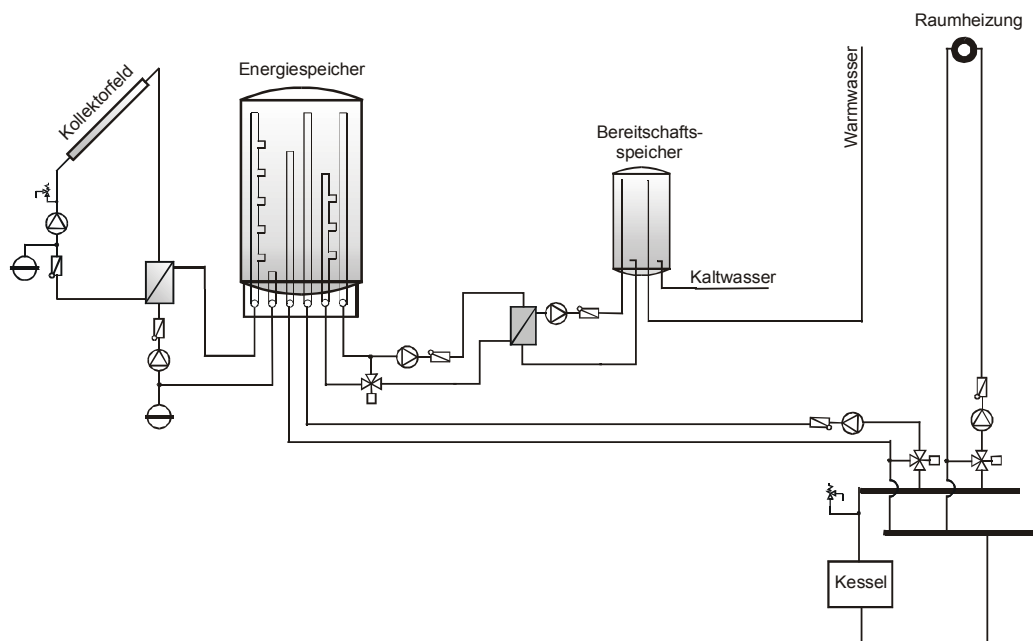 Raumheizung
Energiespeicher
Kollektorfeld
Bereitschafts-
speicher
Warmwasser
Kaltwasser
Kessel